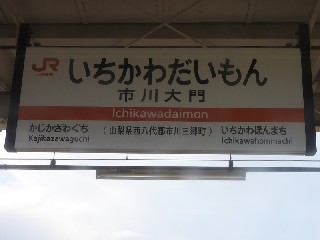 JR
いちかわだいもん
市川大門
Ichikawadaimon
かじかざわぐち
(山梨県西八代郡市川三郷町)
いちかわほんまち
Kajikazawaguchi
Ichikawahommachi